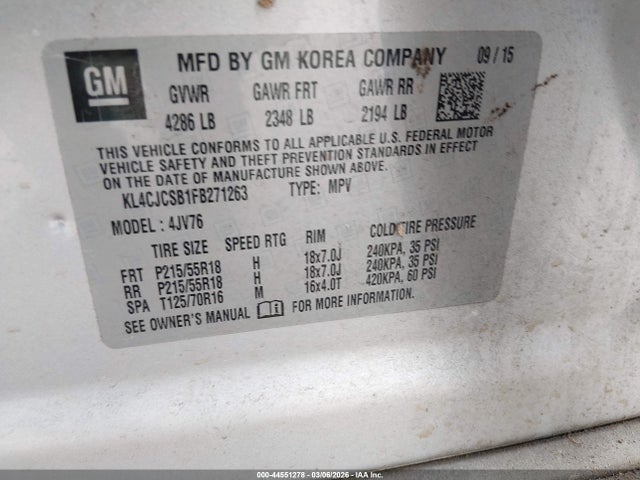 GM
MFD BY GM KOREA COMPANY 09 / 15
GVWR GAWR FRT GAWR RR
4286 LB 2348 LB 2194 LB
THIS VEHICLE CONFORMS TO ALL APPLICABLE U.S. FEDERAL MOTOR
VEHICLE SAFETY AND THEFT PREVENTION STANDARDS IN EFFECT
ON THE DATE OF MANUFACTURE SHOWN ABOVE.
KL4CJCSB1FB271263 TYPE: MPV
MODEL : 4JV76
TIRE SIZE SPEED RTG RIM COLD TIRE PRESSURE
FRT P215/55R18 H 18x7.0J 240KPA, 35 PSI
RR P215/55R18 H 18x7.0J 240KPA, 35 PSI
SPA T125/70R16 M 16x4.0T 420KPA, 60 PSI
SEE OWNER'S MANUAL FOR MORE INFORMATION.
000-44551278 - 03/06/2026 - COPYRIGHT IAA, INC.